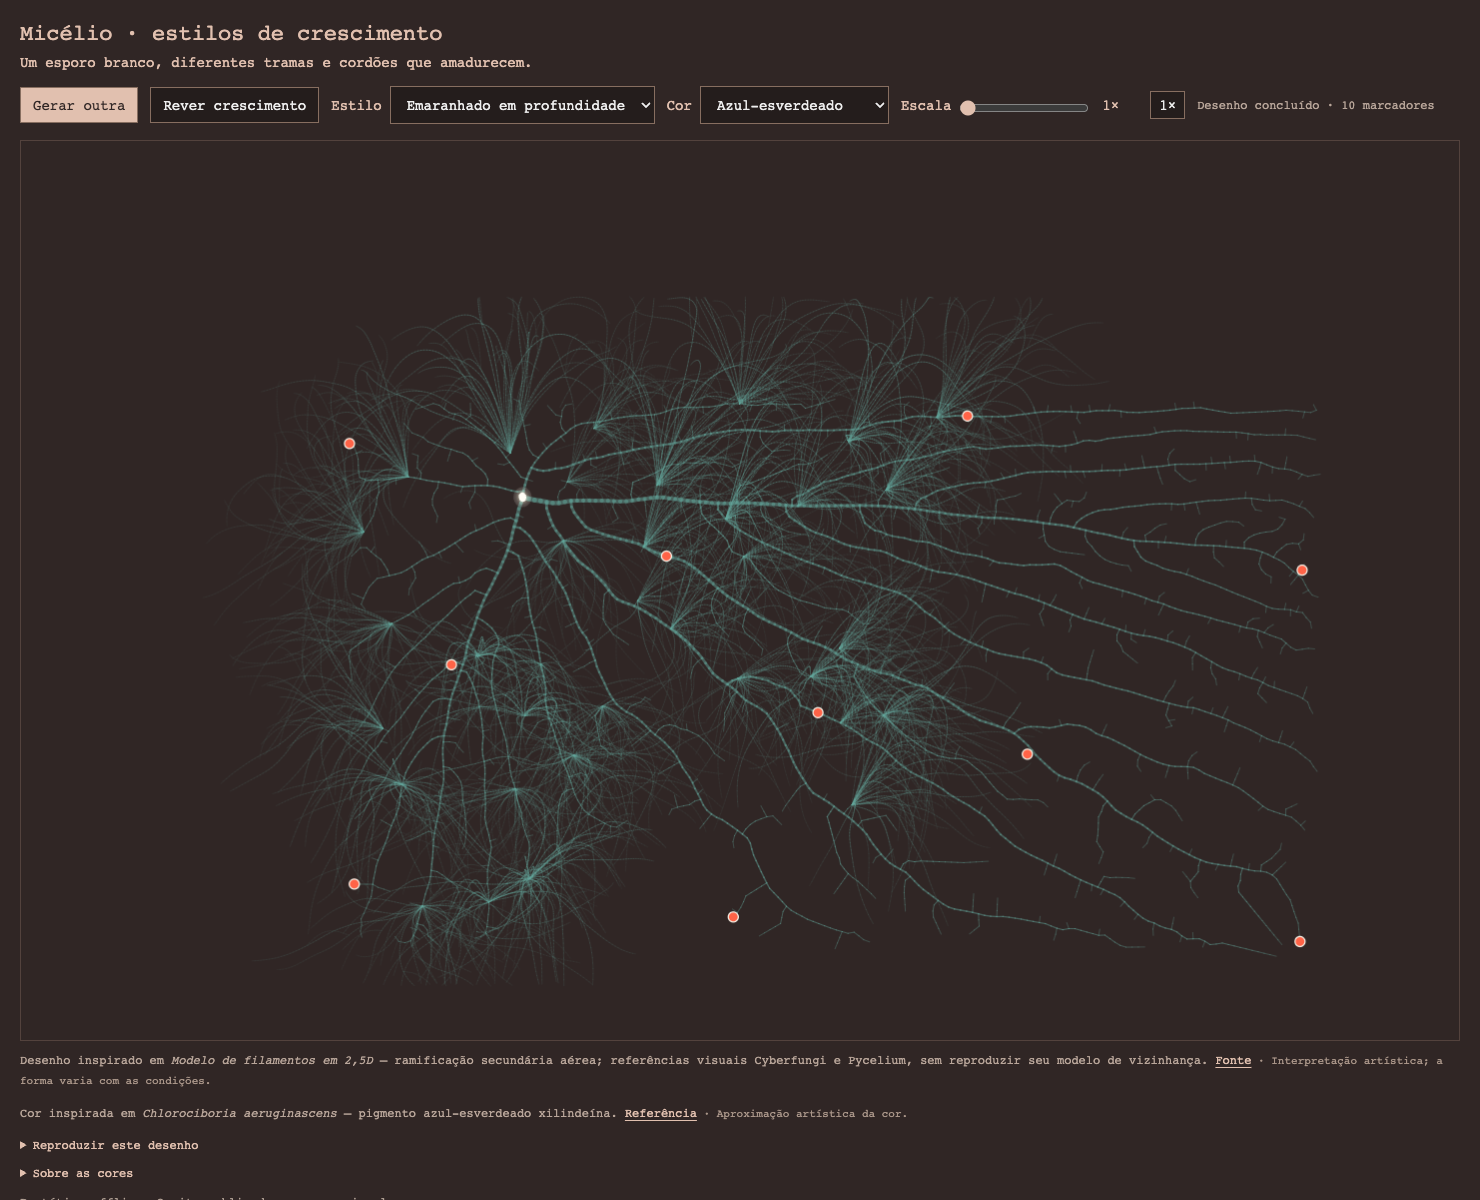 Micélio · estilos de crescimento
Um esporo branco, diferentes tramas e cordões que amadurecem.
Gerar outra Rever crescimento Estilo Emaranhado em profundidade Cor Azul-esverdeado Escala 1× 1× Desenho concluído · 10 marcadores
Desenho inspirado em Modelo de filamentos em 2,5D — ramificação secundária aérea; referências visuais Cyberfungi e Pycelium, sem reproduzir seu modelo de vizinhança. Fonte · Interpretação artística; a
forma varia com as condições.
Cor inspirada em Chlorociboria aeruginascens — pigmento azul-esverdeado xilindeína. Referência · Aproximação artística da cor.
▶ Reproduzir este desenho
▶ Sobre as cores